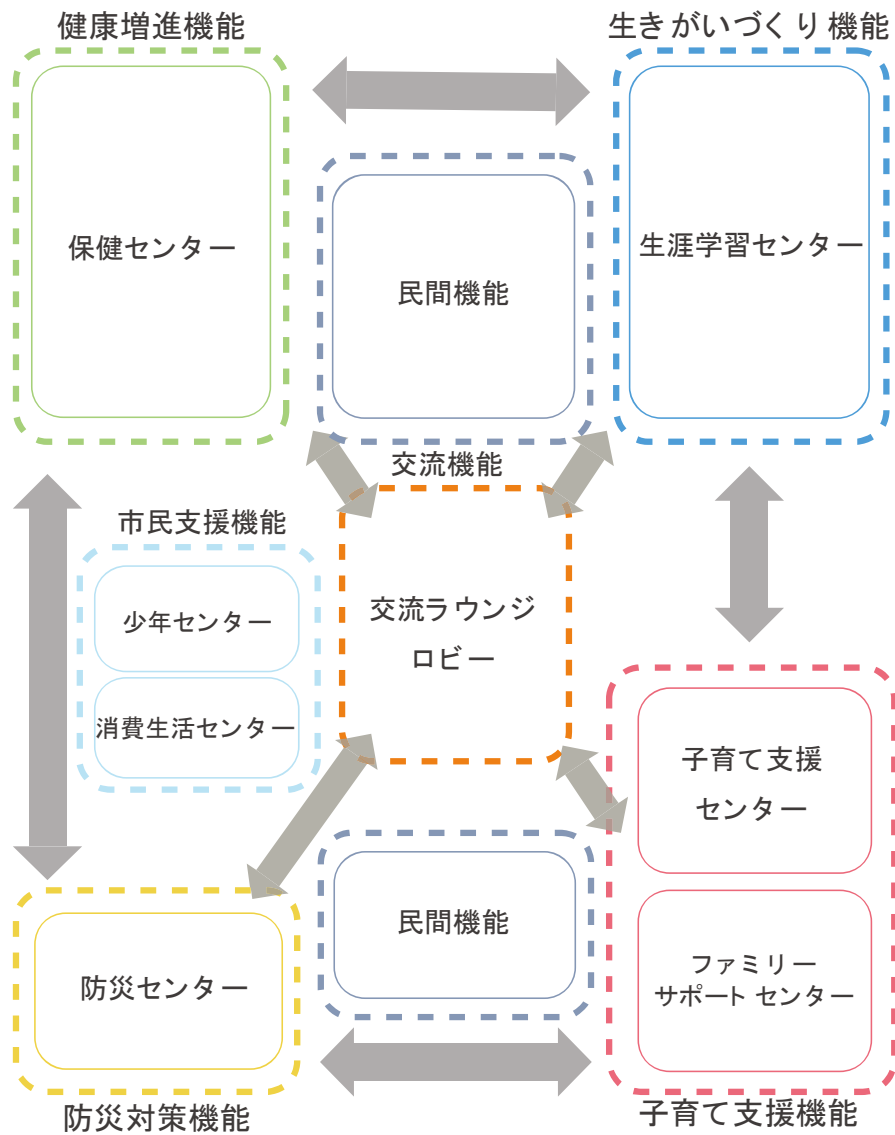 健康増進機能
生きがいづくり機能
保健センター
生涯学習センター
民間機能
交流機能
市民支援機能
少年センター
消費生活センター
交流ラウンジ
ロビー
子育て支援
センター
民間機能
ファミリー
サポートセンター
防災センター
防災対策機能
子育て支援機能